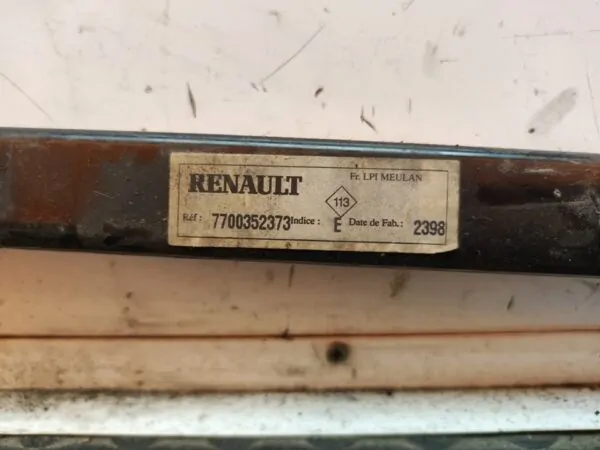 RENAULT
Fr. LPI MEULAN
113
Réf : 7700352373 Indice : E Date de Fab. : 2398